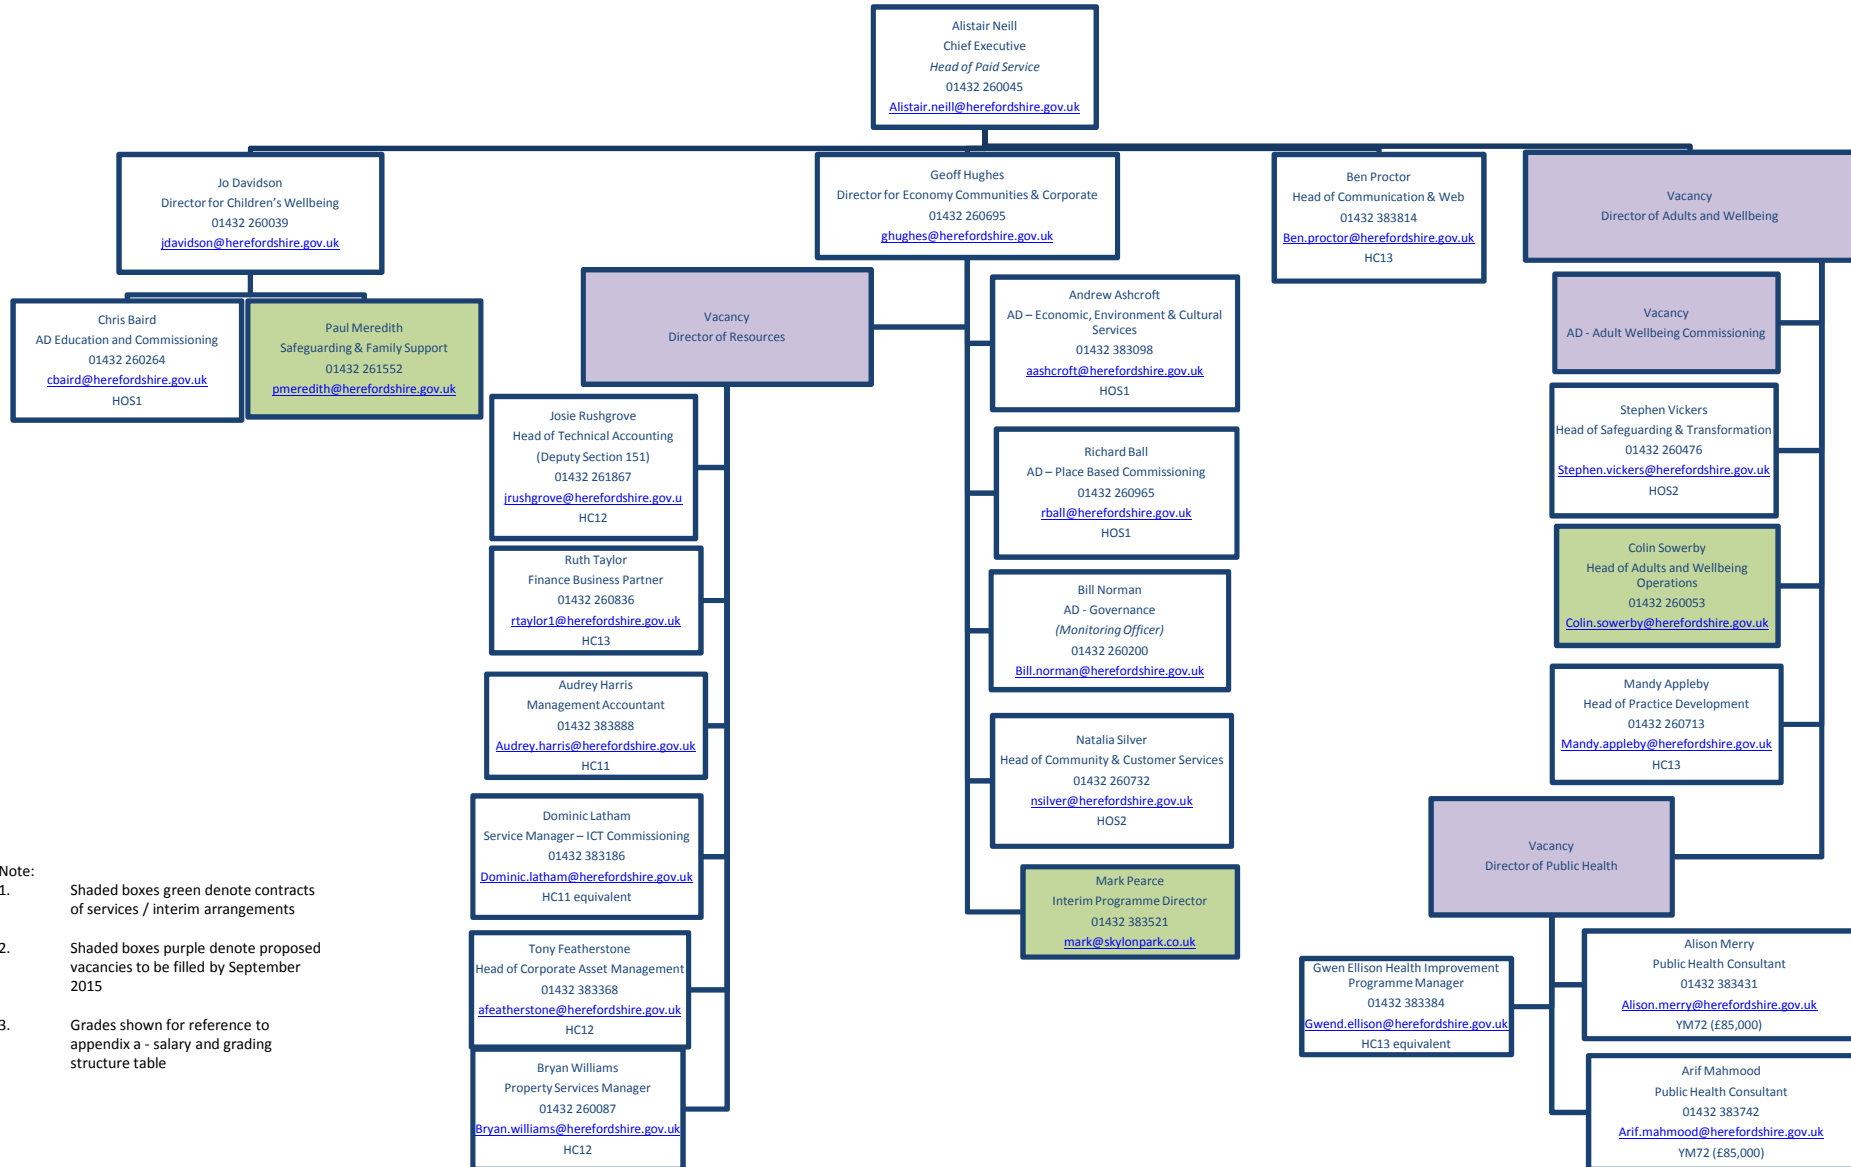 Alistair Neill
Chief Executive
Head of Paid Service
01432 260045
Alistair.neill@herefordshire.gov.uk
Jo Davidson
Director for Children's Wellbeing
01432 260039
jdavidson@herefordshire.gov.uk
Geoff Hughes
Director for Economy Communities & Corporate
01432 260695
ghughes@herefordshire.gov.uk
Ben Proctor
Head of Communication & Web
01432 383814
Ben.proctor@herefordshire.gov.uk
HC13
Vacancy
Director of Adults and Wellbeing
Chris Baird
AD Education and Commissioning
01432 260264
cbaird@herefordshire.gov.uk
HOS1
Paul Meredith
Safeguarding & Family Support
01432 261552
pmeredith@herefordshire.gov.uk
Vacancy
Director of Resources
Josie Rushgrove
Head of Technical Accounting
(Deputy Section 151)
01432 261867
jrushgrove@herefordshire.gov.u
HC12
Ruth Taylor
Finance Business Partner
01432 260836
rtaylor1@herefordshire.gov.uk
HC13
Audrey Harris
Management Accountant
01432 383888
Audrey.harris@herefordshire.gov.uk
HC11
Dominic Latham
Service Manager – ICT Commissioning
01432 383186
Dominic.latham@herefordshire.gov.uk
HC11 equivalent
Tony Featherstone
Head of Corporate Asset Management
01432 383368
afeatherstone@herefordshire.gov.uk
HC12
Bryan Williams
Property Services Manager
01432 260087
Bryan.williams@herefordshire.gov.uk
HC12
Andrew Ashcroft
AD – Economic, Environment & Cultural
Services
01432 383098
aashcroft@herefordshire.gov.uk
HOS1
Richard Ball
AD – Place Based Commissioning
01432 260965
rball@herefordshire.gov.uk
HOS1
Bill Norman
AD - Governance
(Monitoring Officer)
01432 260200
Bill.norman@herefordshire.gov.uk
Natalia Silver
Head of Community & Customer Services
01432 260732
nsilver@herefordshire.gov.uk
HOS2
Mark Pearce
Interim Programme Director
01432 383521
mark@skylonpark.co.uk
Vacancy
AD - Adult Wellbeing Commissioning
Stephen Vickers
Head of Safeguarding & Transformation
01432 260476
Stephen.vickers@herefordshire.gov.uk
HOS2
Colin Sowerby
Head of Adults and Wellbeing
Operations
01432 260053
Colin.sowerby@herefordshire.gov.uk
Mandy Appleby
Head of Practice Development
01432 260713
Mandy.appleby@herefordshire.gov.uk
HC13
Vacancy
Director of Public Health
Gwen Ellison Health Improvement
Programme Manager
01432 383384
Gwend.ellison@herefordshire.gov.uk
HC13 equivalent
Alison Merry
Public Health Consultant
01432 383431
Alison.merry@herefordshire.gov.uk
YM72 (£85,000)
Arif Mahmood
Public Health Consultant
01432 383742
Arif.mahmood@herefordshire.gov.uk
YM72 (£85,000)
Note:
1. Shaded boxes green denote contracts
of services / interim arrangements
2. Shaded boxes purple denote proposed
vacancies to be filled by September
2015
3. Grades shown for reference to
appendix a - salary and grading
structure table